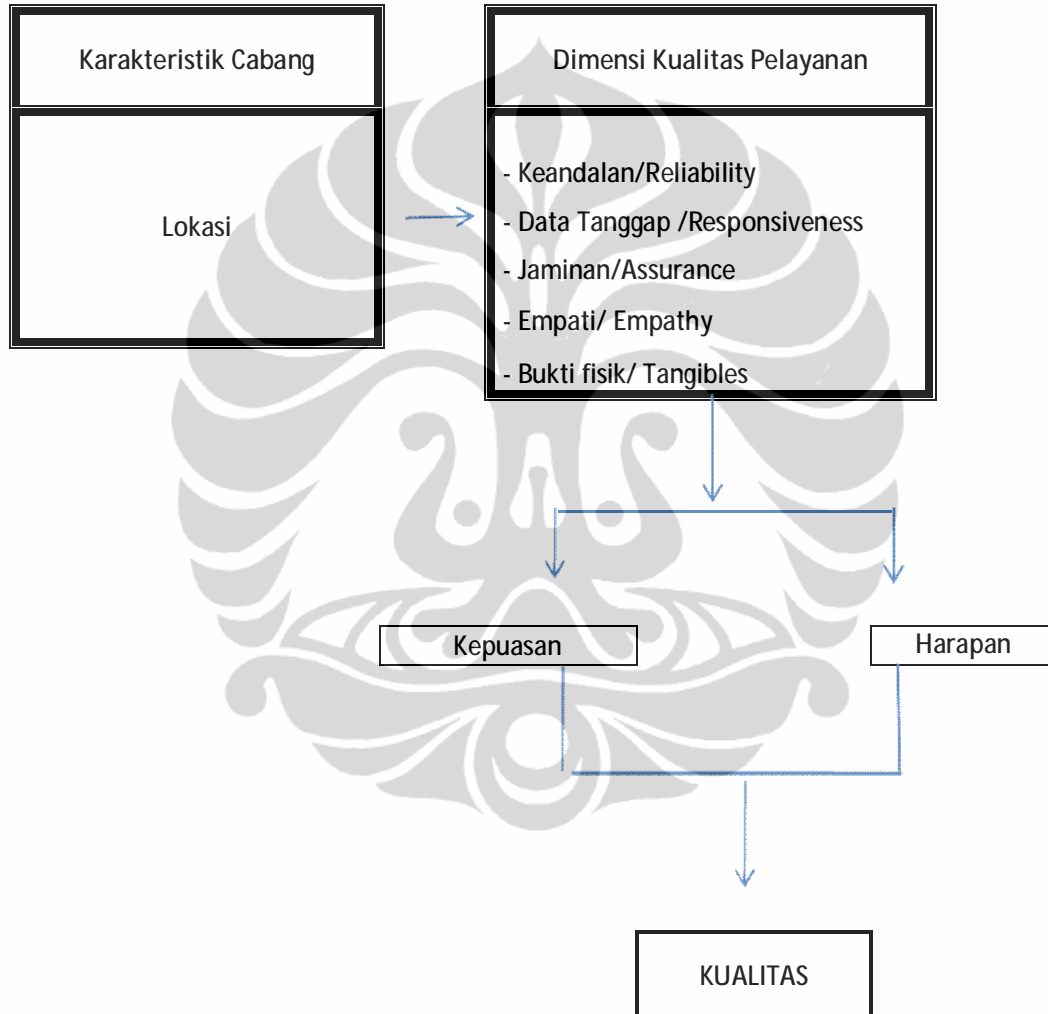 Karakteristik Cabang
Lokasi
Dimensi Kualitas Pelayanan
- Keandalan/Reliability
- Data Tanggap /Responsiveness
- Jaminan/Assurance
- Empati/ Empathy
- Bukti fisik/ Tangibles
Kepuasan
Harapan
KUALITAS